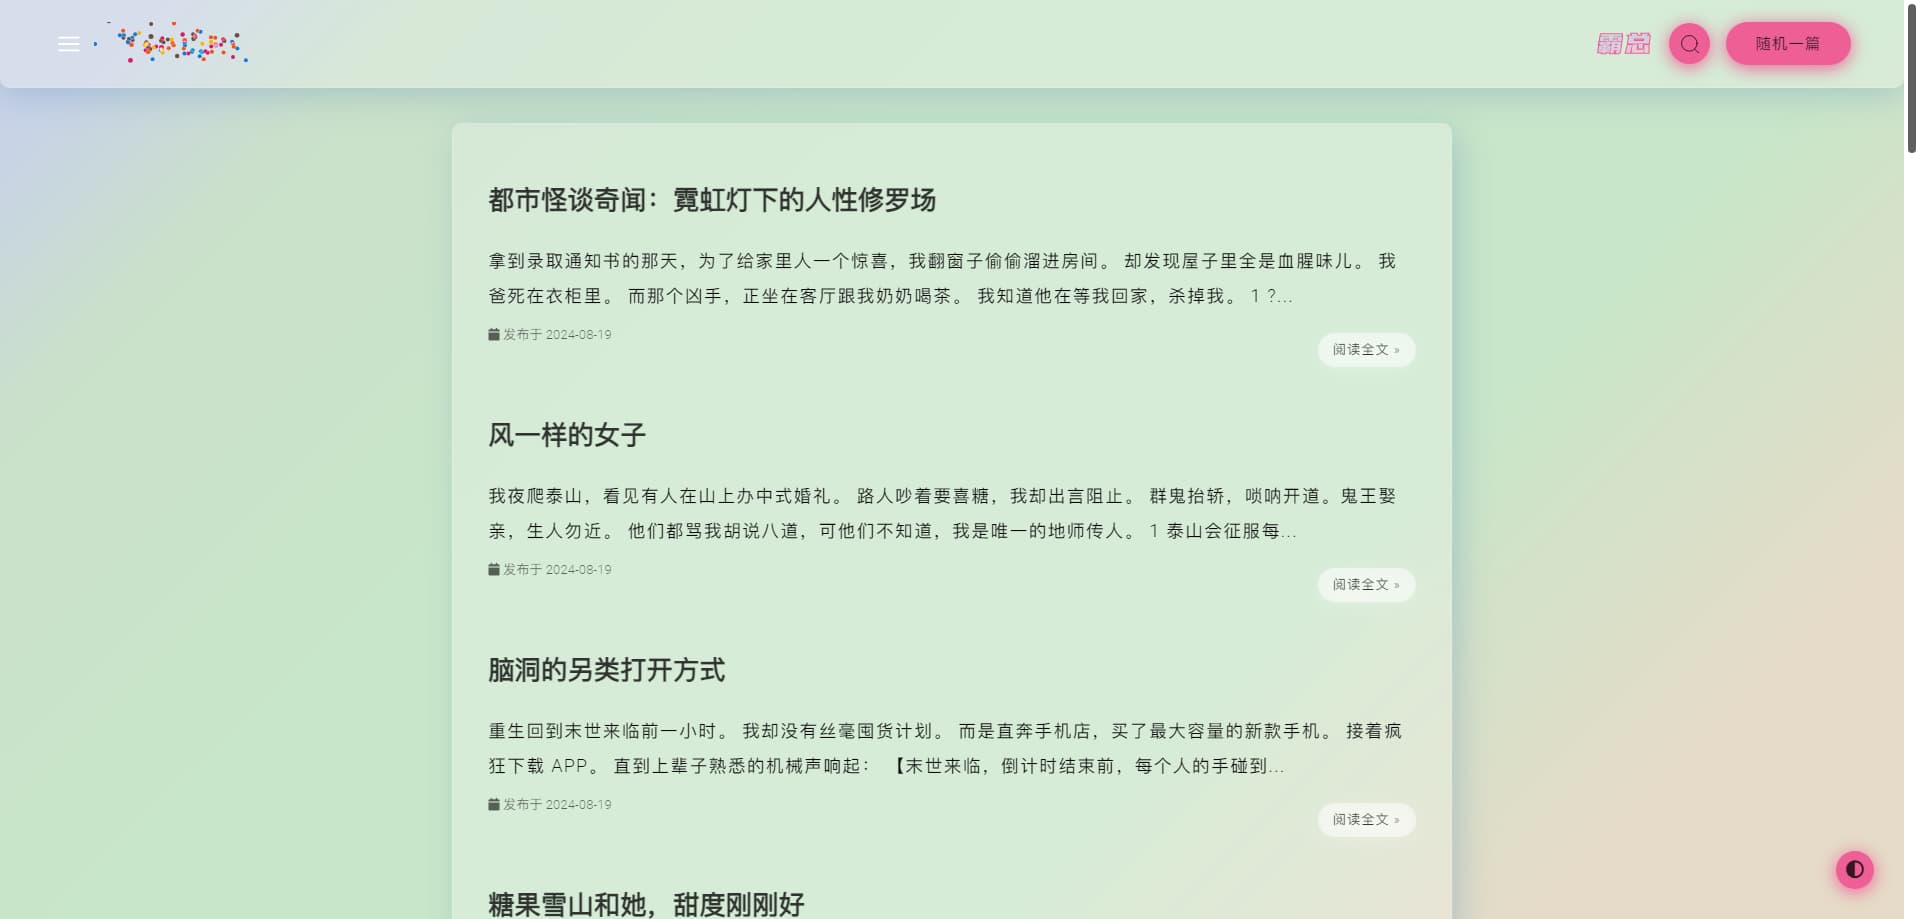 霸总
随机一篇
都市怪谈奇闻：霓虹灯下的人性修罗场
拿到录取通知书的那天，为了给家里人一个惊喜，我翻窗子偷偷溜进房间。 却发现屋子里全是血腥味儿。 我
爸死在衣柜里。 而那个凶手，正坐在客厅跟我奶奶喝茶。 我知道他在等我回家，杀掉我。 1 ?...
发布于 2024-08-19
阅读全文 »
风一样的女子
我夜爬泰山，看见有人在山上办中式婚礼。 路人吵着要喜糖，我却出言阻止。 群鬼抬轿，唢呐开道。鬼王娶
亲，生人勿近。 他们都骂我胡说八道，可他们不知道，我是唯一的地师传人。 1 泰山会征服每...
发布于 2024-08-19
阅读全文 »
脑洞的另类打开方式
重生回到末世来临前一小时。 我却没有丝毫囤货计划。 而是直奔手机店，买了最大容量的新款手机。 接着疯
狂下载 APP。 直到上辈子熟悉的机械声响起： 【末世来临，倒计时结束前，每个人的手碰到...
发布于 2024-08-19
阅读全文 »
糖果雪山和她，甜度刚刚好